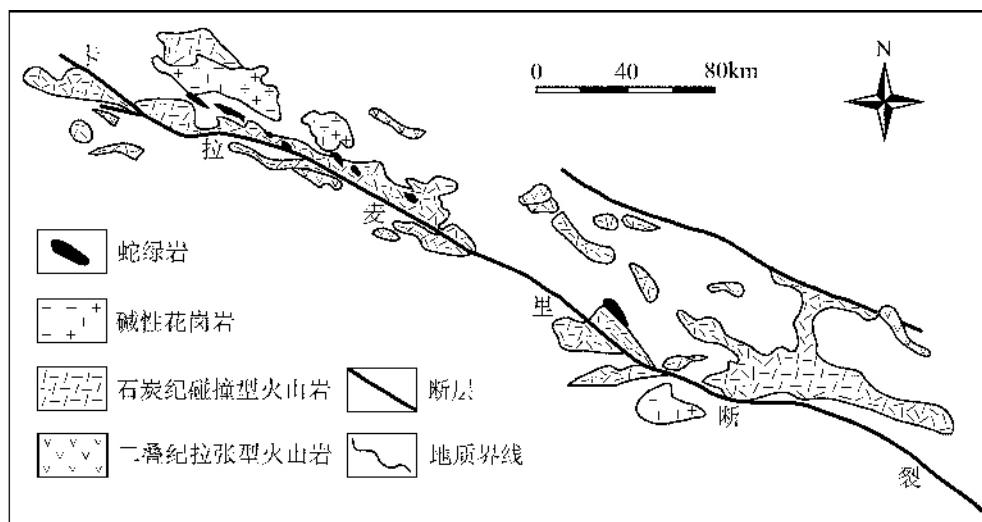 卡
拉
麦
里
断
裂
0 40 80km
N
蛇绿岩
碱性花岗岩
石炭纪碰撞型火山岩
断层
二叠纪拉张型火山岩
地质界线